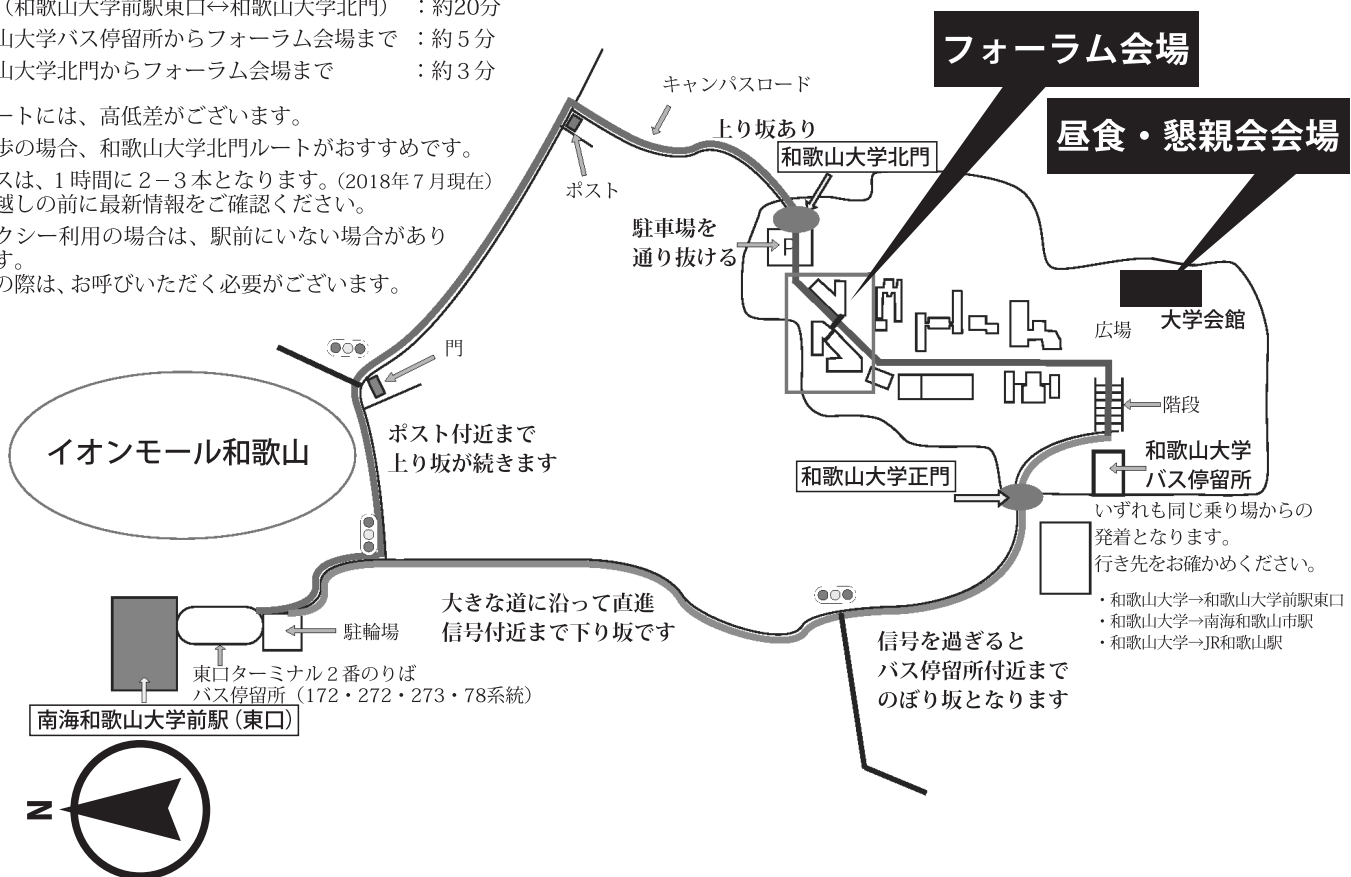 （和歌山大学前駅東口↔和歌山大学北門）：約20分
山大学バス停留所からフォーラム会場まで：約５分
山大学北門からフォーラム会場まで：約３分
ートには、高低差がございます。
歩の場合、和歌山大学北門ルートがおすすめです。
スは、１時間に２－３本となります。（2018年７月現在）
越しの前に最新情報をご確認ください。
クシー利用の場合は、駅前にいない場合があり
す。
の際は、お呼びいただく必要がございます。
フォーラム会場
昼食・懇親会会場
キャンパスロード
上り坂あり
和歌山大学北門
ポスト
駐車場を
通り抜ける
P
広場
大学会館
門
階段
イオンモール和歌山
ポスト付近まで
上り坂が続きます
和歌山大学
バス停留所
和歌山大学正門
いずれも同じ乗り場からの
発着となります。
行き先をお確かめください。
・和歌山大学→和歌山大学前駅東口
・和歌山大学→南海和歌山市駅
・和歌山大学→JR和歌山駅
大きな道に沿って直進
信号付近まで下り坂です
駐輪場
信号を過ぎると
バス停留所付近まで
のぼり坂となります
東口ターミナル２番のりば
バス停留所（172・272・273・78系統）
南海和歌山大学前駅（東口）
N